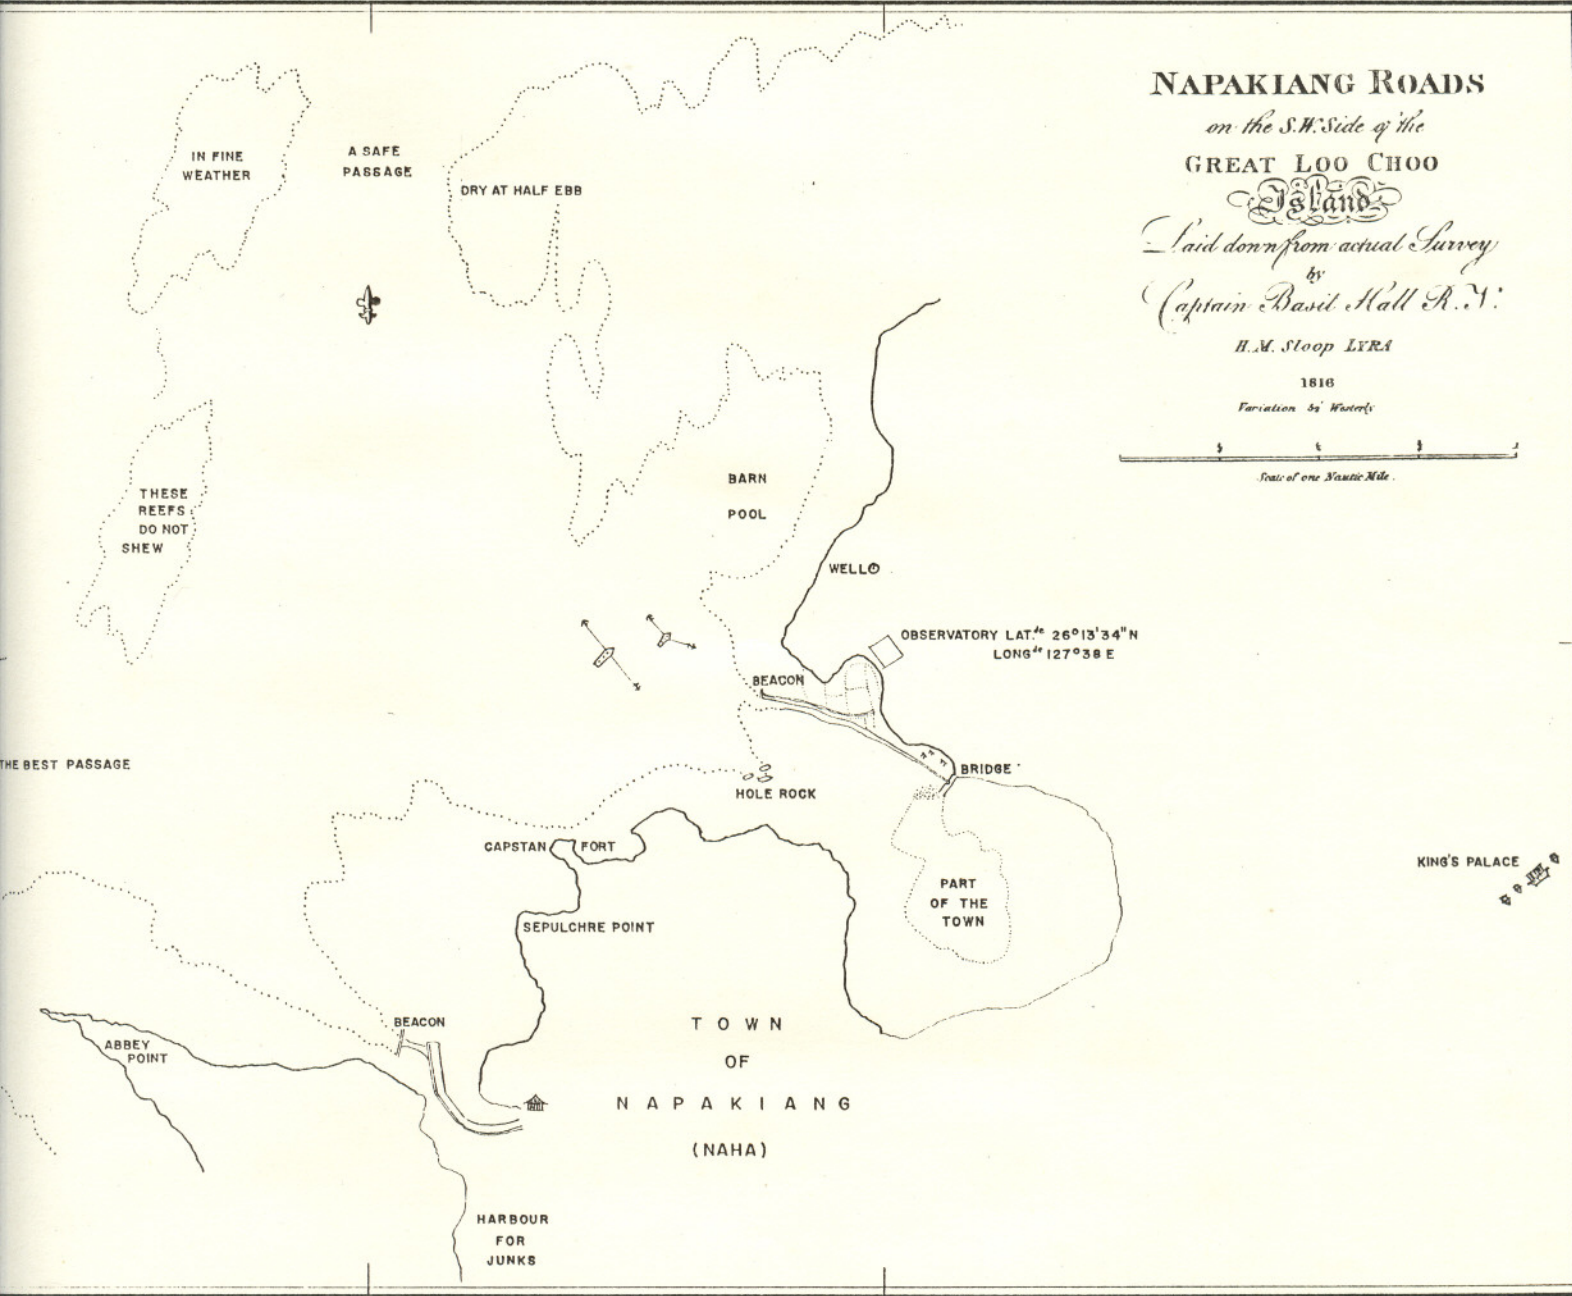 NAPAKIANG ROADS
on the S.W. Side of the
GREAT LOO CHOO
Island
Laid down from actual Survey
by
Captain Basil Hall R.N.
H.M. Sloop LYRA
1816
Variation Westerly
Scale of one Nautic Mile.
IN FINE
WEATHER
A SAFE
PASSAGE
DRY AT HALF EBB
THESE
REEFS
DO NOT
SHEW
BARN
POOL
WELL
OBSERVATORY LAT.de 26°13'34"N
LONG.de 127°38 E
BEACON
THE BEST PASSAGE
BRIDGE
HOLE ROCK
CAPSTAN
FORT
KING'S PALACE
PART
OF THE
TOWN
SEPULCHRE POINT
BEACON
ABBEY
POINT
TOWN
OF
NAPAKIANG
(NAHA)
HARBOUR
FOR
JUNKS